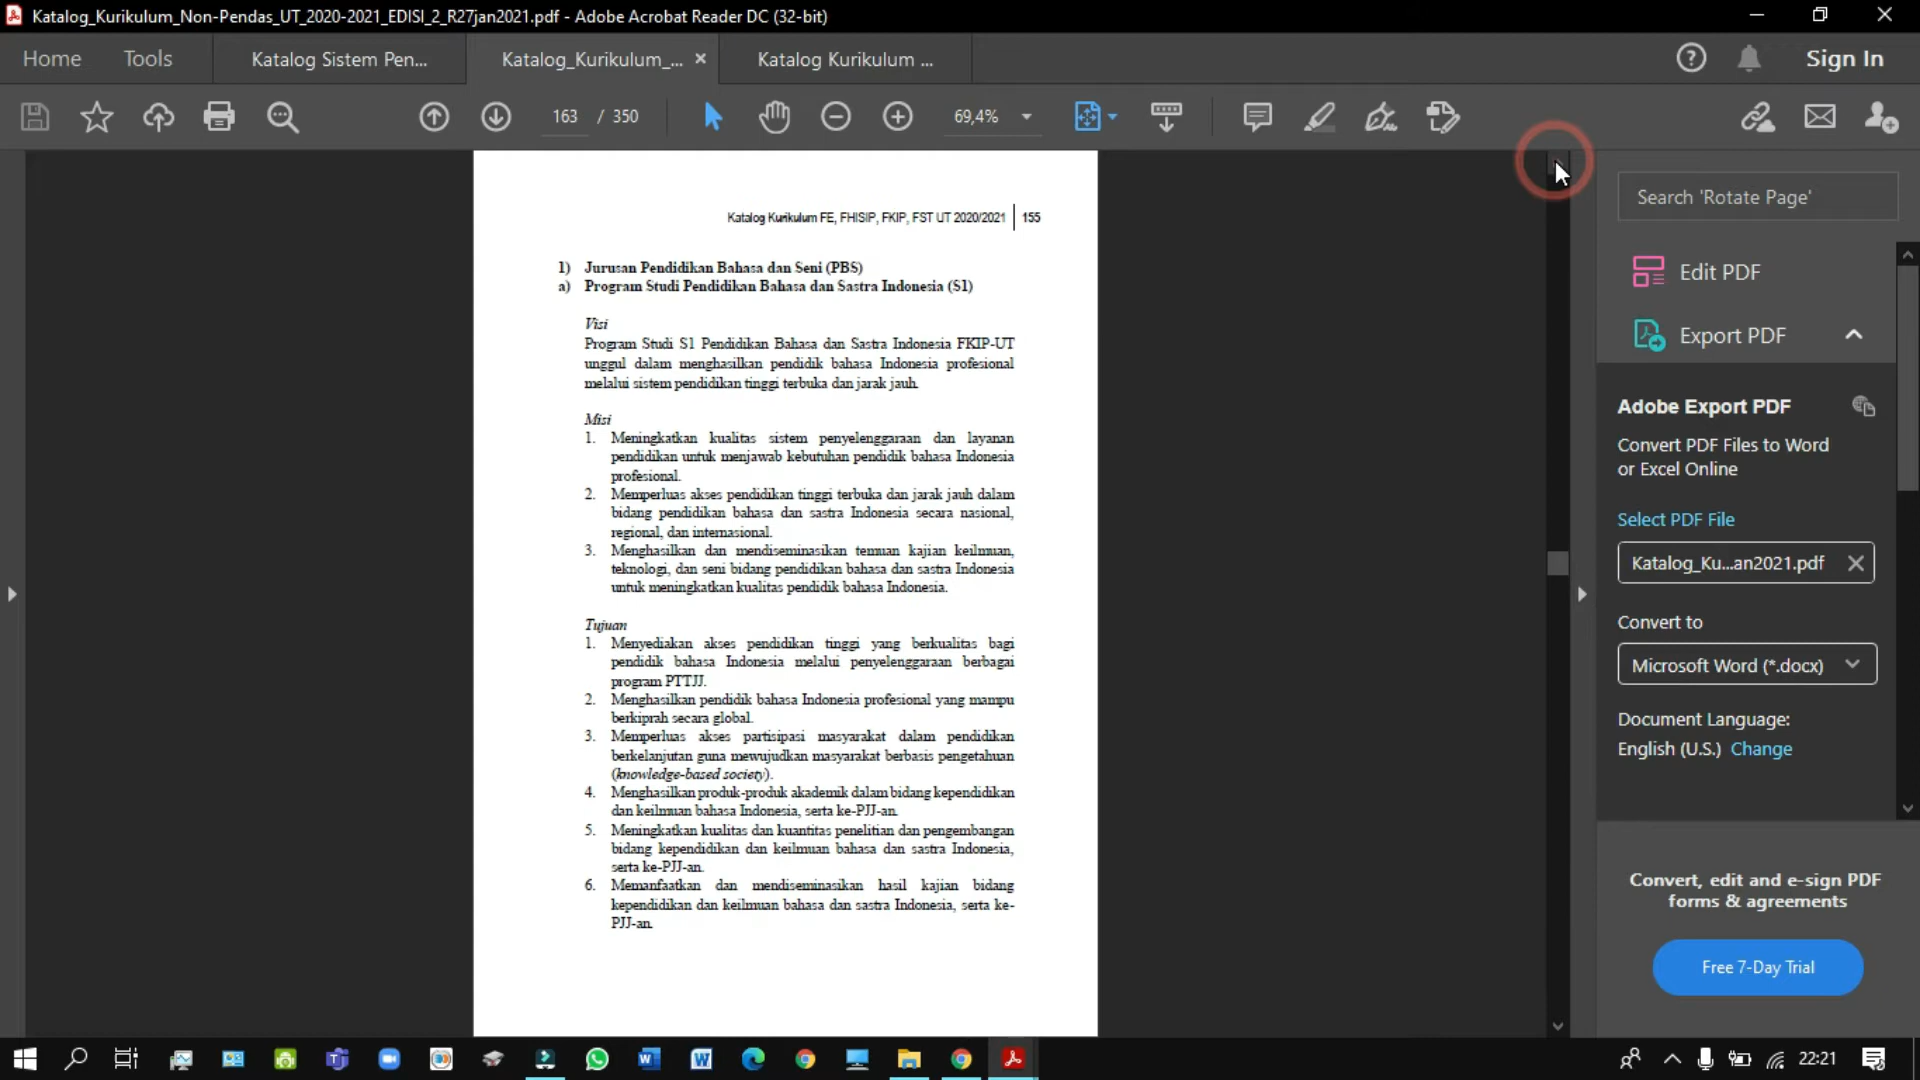 Katalog_Kurikulum_Non-Pendas_UT_2020-2021_EDISI_2_R27jan2021.pdf - Adobe Acrobat Reader DC (32-bit)
Home Tools Katalog Sistem Pen... Katalog_Kurikulum_... Katalog Kurikulum ... Sign In
163 / 350 69,4%
Katalog Kurikulum FE, FHISIP, FKIP, FST UT 2020/2021 155
1) Jurusan Pendidikan Bahasa dan Seni (PBS)
a) Program Studi Pendidikan Bahasa dan Sastra Indonesia (S1)
Visi
Program Studi S1 Pendidikan Bahasa dan Sastra Indonesia FKIP-UT
unggul dalam menghasilkan pendidik bahasa Indonesia profesional
melalui sistem pendidikan tinggi terbuka dan jarak jauh.
Misi
1. Meningkatkan kualitas sistem penyelenggaraan dan layanan
pendidikan untuk menjawab kebutuhan pendidik bahasa Indonesia
profesional.
2. Memperluas akses pendidikan tinggi terbuka dan jarak jauh dalam
bidang pendidikan bahasa dan sastra Indonesia secara nasional,
regional, dan internasional.
3. Menghasilkan dan mendiseminasikan temuan kajian keilmuan,
teknologi, dan seni bidang pendidikan bahasa dan sastra Indonesia
untuk meningkatkan kualitas pendidik bahasa Indonesia.
Tujuan
1. Menyediakan akses pendidikan tinggi yang berkualitas bagi
pendidik bahasa Indonesia melalui penyelenggaraan berbagai
program PTTJJ.
2. Menghasilkan pendidik bahasa Indonesia profesional yang mampu
berkiprah secara global.
3. Memperluas akses partisipasi masyarakat dalam pendidikan
berkelanjutan guna mewujudkan masyarakat berbasis pengetahuan
(knowledge-based society).
4. Menghasilkan produk-produk akademik dalam bidang kependidikan
dan keilmuan bahasa Indonesia, serta ke-PJJ-an.
5. Meningkatkan kualitas dan kuantitas penelitian dan pengembangan
bidang kependidikan dan keilmuan bahasa dan sastra Indonesia,
serta ke-PJJ-an.
6. Memanfaatkan dan mendiseminasikan hasil kajian bidang
kependidikan dan keilmuan bahasa dan sastra Indonesia, serta ke-
PJJ-an.
Search 'Rotate Page'
Edit PDF
Export PDF
Adobe Export PDF
Convert PDF Files to Word
or Excel Online
Select PDF File
Katalog_Ku...an2021.pdf
Convert to
Microsoft Word (*.docx)
Document Language:
English (U.S.) Change
Convert, edit and e-sign PDF
forms & agreements
Free 7-Day Trial
22:21